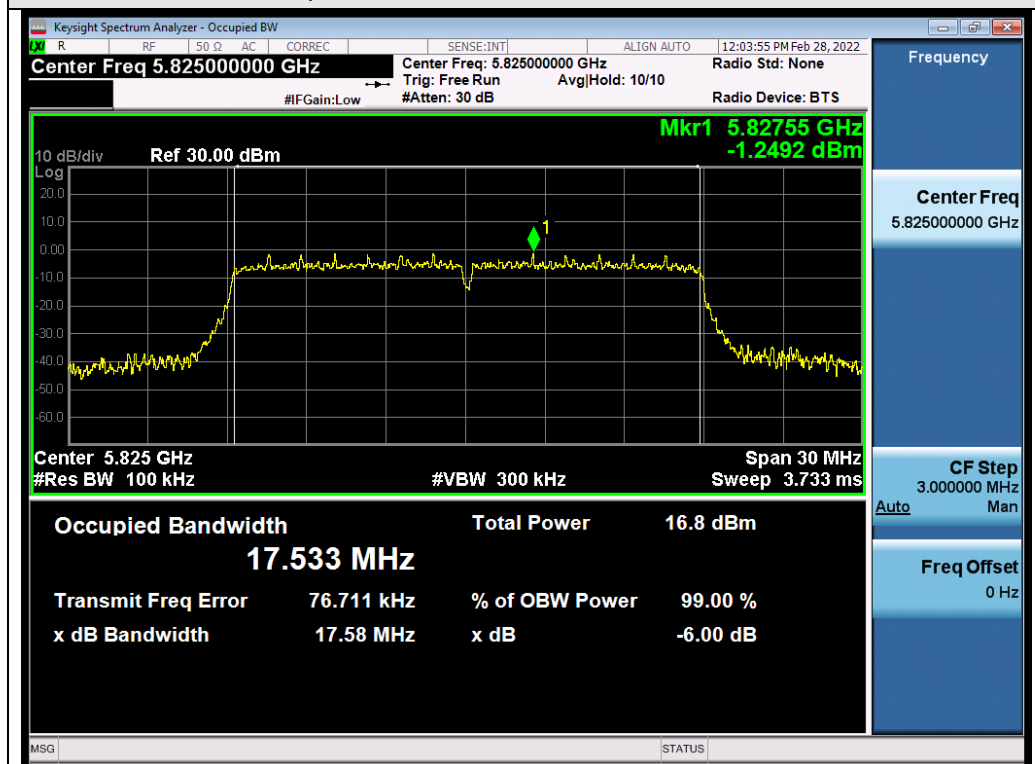 Keysight Spectrum Analyzer - Occupied BW
LXI R RF 50 Ω AC CORREC SENSE:INT ALIGN AUTO 12:03:55 PM Feb 28, 2022
Center Freq 5.825000000 GHz Center Freq: 5.825000000 GHz Radio Std: None Frequency
Trig: Free Run Avg|Hold: 10/10
#IFGain:Low #Atten: 30 dB Radio Device: BTS
Mkr1 5.82755 GHz
10 dB/div Ref 30.00 dBm -1.2492 dBm
Log
20.0
Center Freq
5.825000000 GHz
10.0
1
0.00
-10.0
-20.0
-30.0
-40.0
-50.0
-60.0
Center 5.825 GHz Span 30 MHz
#Res BW 100 kHz #VBW 300 kHz Sweep 3.733 ms
CF Step
3.000000 MHz
Auto Man
Occupied Bandwidth Total Power 16.8 dBm
17.533 MHz
Freq Offset
0 Hz
Transmit Freq Error 76.711 kHz % of OBW Power 99.00 %
x dB Bandwidth 17.58 MHz x dB -6.00 dB
MSG STATUS